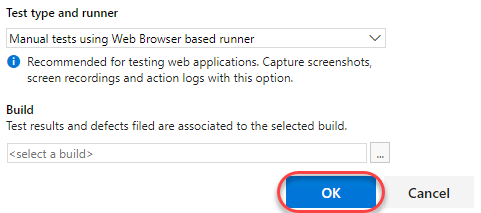 Test type and runner
Manual tests using Web Browser based runner
Recommended for testing web applications. Capture screenshots,
screen recordings and action logs with this option.
Build
Test results and defects filed are associated to the selected build.
<select a build>
...
OK Cancel